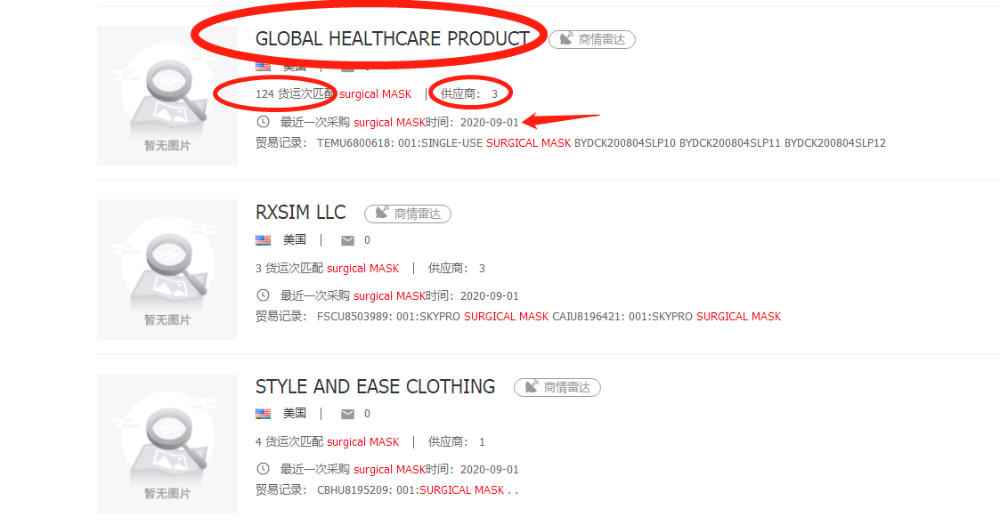 GLOBAL HEALTHCARE PRODUCT 商情雷达
美国 |
124 货运次匹配 surgical MASK | 供应商: 3
最近一次采购 surgical MASK时间: 2020-09-01
贸易记录: TEMU6800618: 001:SINGLE-USE SURGICAL MASK BYDCK200804SLP10 BYDCK200804SLP11 BYDCK200804SLP12
暂无图片
RXSIM LLC 商情雷达
美国 | 0
3 货运次匹配 surgical MASK | 供应商: 3
最近一次采购 surgical MASK时间: 2020-09-01
贸易记录: FSCU8503989: 001:SKYPRO SURGICAL MASK CAIU8196421: 001:SKYPRO SURGICAL MASK
暂无图片
STYLE AND EASE CLOTHING 商情雷达
美国 | 0
4 货运次匹配 surgical MASK | 供应商: 1
最近一次采购 surgical MASK时间: 2020-09-01
贸易记录: CBHU8195209: 001:SURGICAL MASK . .
暂无图片